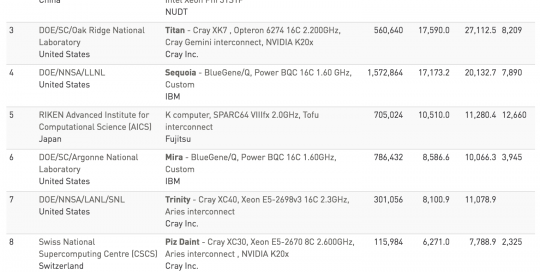 China Intel Xeon Phi 31S1P
NUDT
3 DOE/SC/Oak Ridge National Titan - Cray XK7 , Opteron 6274 16C 2.200GHz, 560,640 17,590.0 27,112.5 8,209
Laboratory Cray Gemini interconnect, NVIDIA K20x
United States Cray Inc.
4 DOE/NNSA/LLNL Sequoia - BlueGene/Q, Power BQC 16C 1.60 GHz, 1,572,864 17,173.2 20,132.7 7,890
United States Custom
IBM
5 RIKEN Advanced Institute for K computer, SPARC64 VIIIfx 2.0GHz, Tofu 705,024 10,510.0 11,280.4 12,660
Computational Science (AICS) interconnect
Japan Fujitsu
6 DOE/SC/Argonne National Mira - BlueGene/Q, Power BQC 16C 1.60GHz, 786,432 8,586.6 10,066.3 3,945
Laboratory Custom
United States IBM
7 DOE/NNSA/LANL/SNL Trinity - Cray XC40, Xeon E5-2698v3 16C 2.3GHz, 301,056 8,100.9 11,078.9
United States Aries interconnect
Cray Inc.
8 Swiss National Piz Daint - Cray XC30, Xeon E5-2670 8C 2.600GHz, 115,984 6,271.0 7,788.9 2,325
Supercomputing Centre (CSCS) Aries interconnect , NVIDIA K20x
Switzerland Cray Inc.